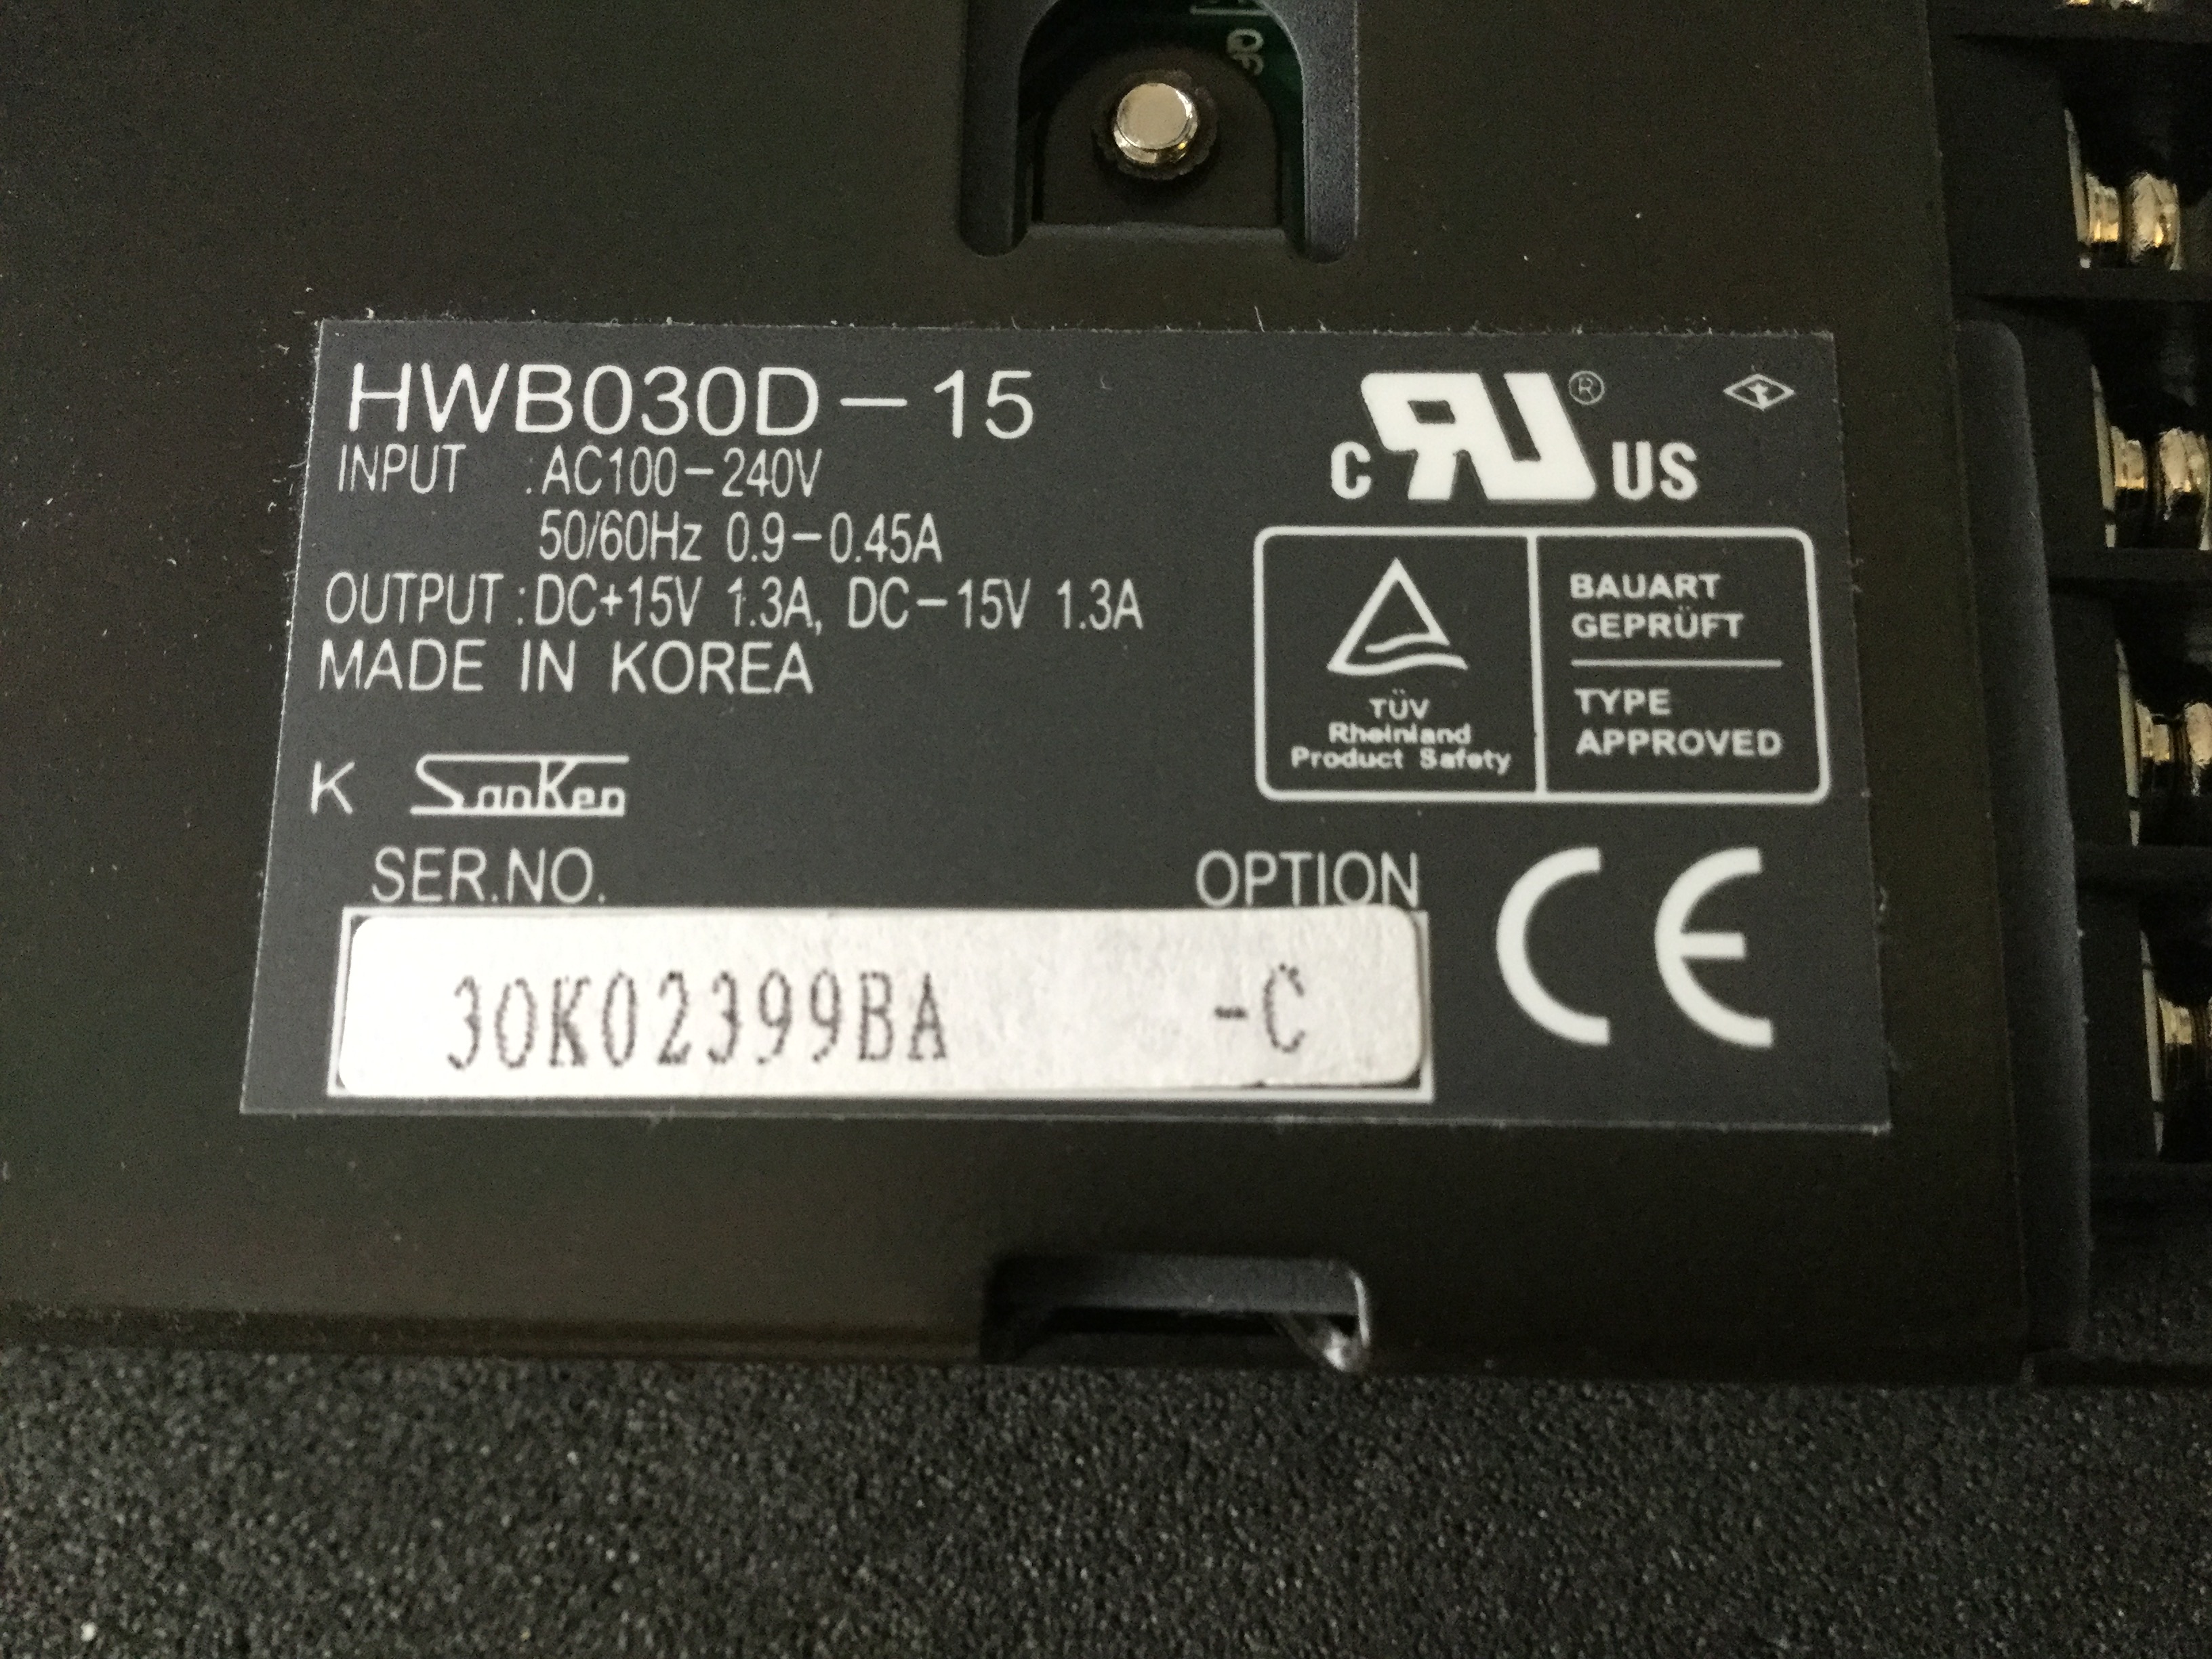 HWB030D-15
INPUT :AC100-240V
50/60Hz 0.9-0.45A
OUTPUT :DC+15V 1.3A, DC-15V 1.3A
MADE IN KOREA
K SanKen
SER.NO. OPTION
30K02399BA -C
C RU ® US
TÜV
Rheinland
Product Safety
BAUART
GEPRÜFT
TYPE
APPROVED
CE